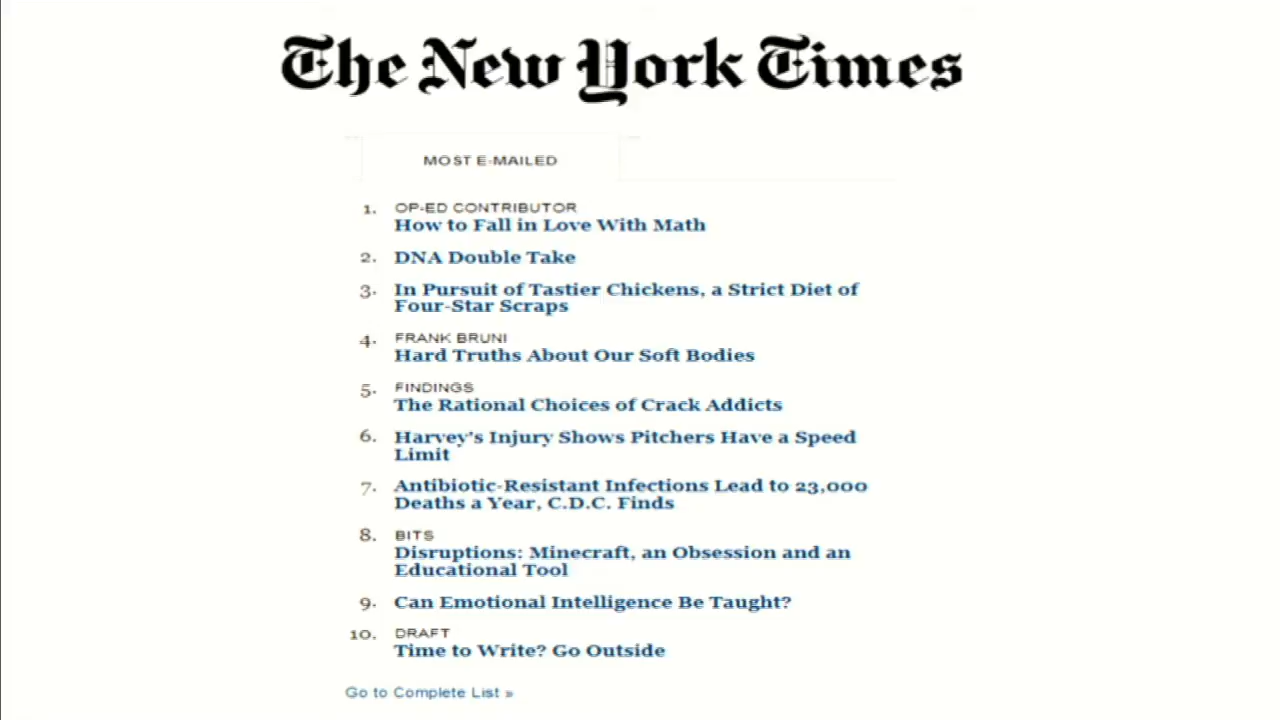 The New York Times
MOST E-MAILED
1. OP-ED CONTRIBUTOR
How to Fall in Love With Math
2. DNA Double Take
3. In Pursuit of Tastier Chickens, a Strict Diet of
Four-Star Scraps
4. FRANK BRUNI
Hard Truths About Our Soft Bodies
5. FINDINGS
The Rational Choices of Crack Addicts
6. Harvey's Injury Shows Pitchers Have a Speed
Limit
7. Antibiotic-Resistant Infections Lead to 23,000
Deaths a Year, C.D.C. Finds
8. BITS
Disruptions: Minecraft, an Obsession and an
Educational Tool
9. Can Emotional Intelligence Be Taught?
10. DRAFT
Time to Write? Go Outside
Go to Complete List »